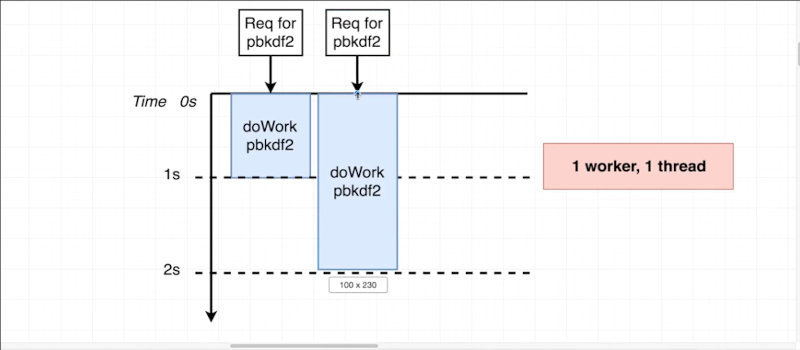 Req for
pbkdf2
Req for
pbkdf2
Time 0s
doWork
pbkdf2
doWork
pbkdf2
1 worker, 1 thread
1s
2s
100 x 230